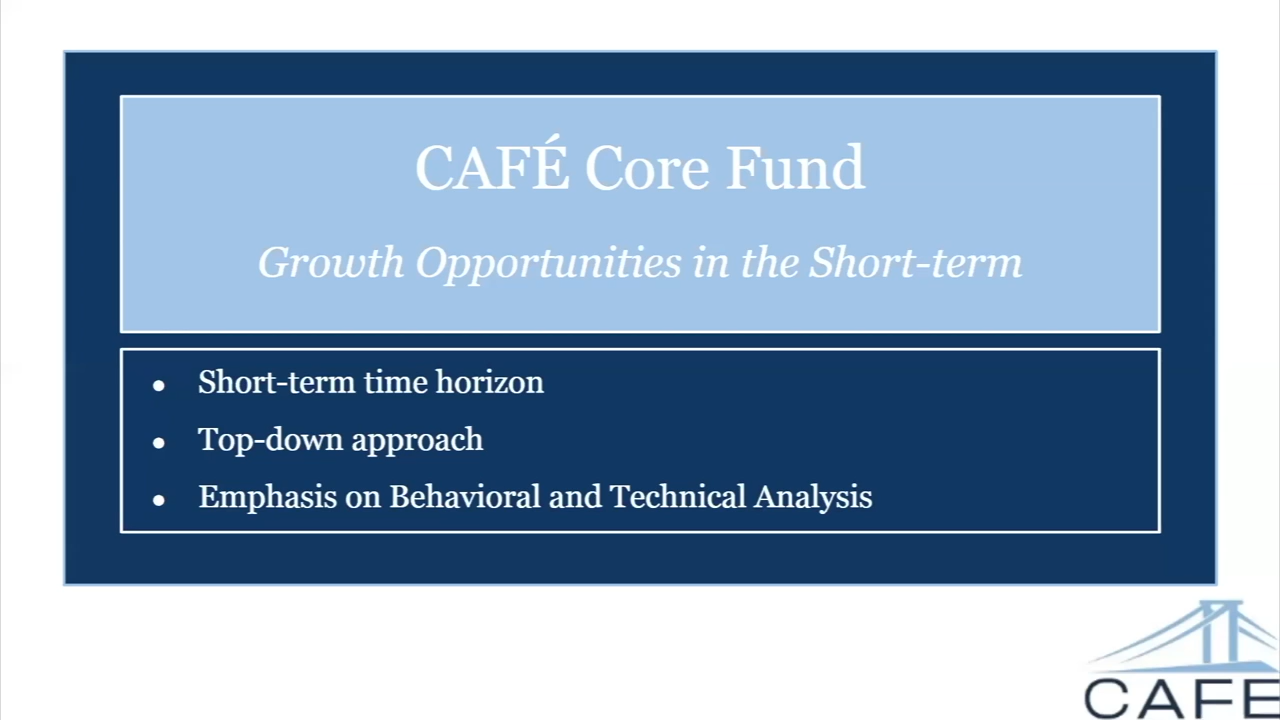 CAFÉ Core Fund
Growth Opportunities in the Short-term
● Short-term time horizon
● Top-down approach
● Emphasis on Behavioral and Technical Analysis
CAFE